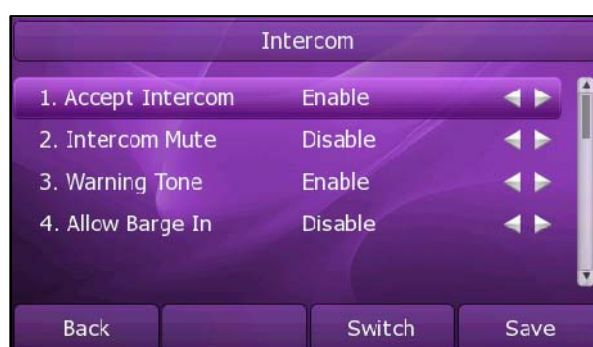 Intercom
1. Accept Intercom Enable
2. Intercom Mute Disable
3. Warning Tone Enable
4. Allow Barge In Disable
Back Switch Save